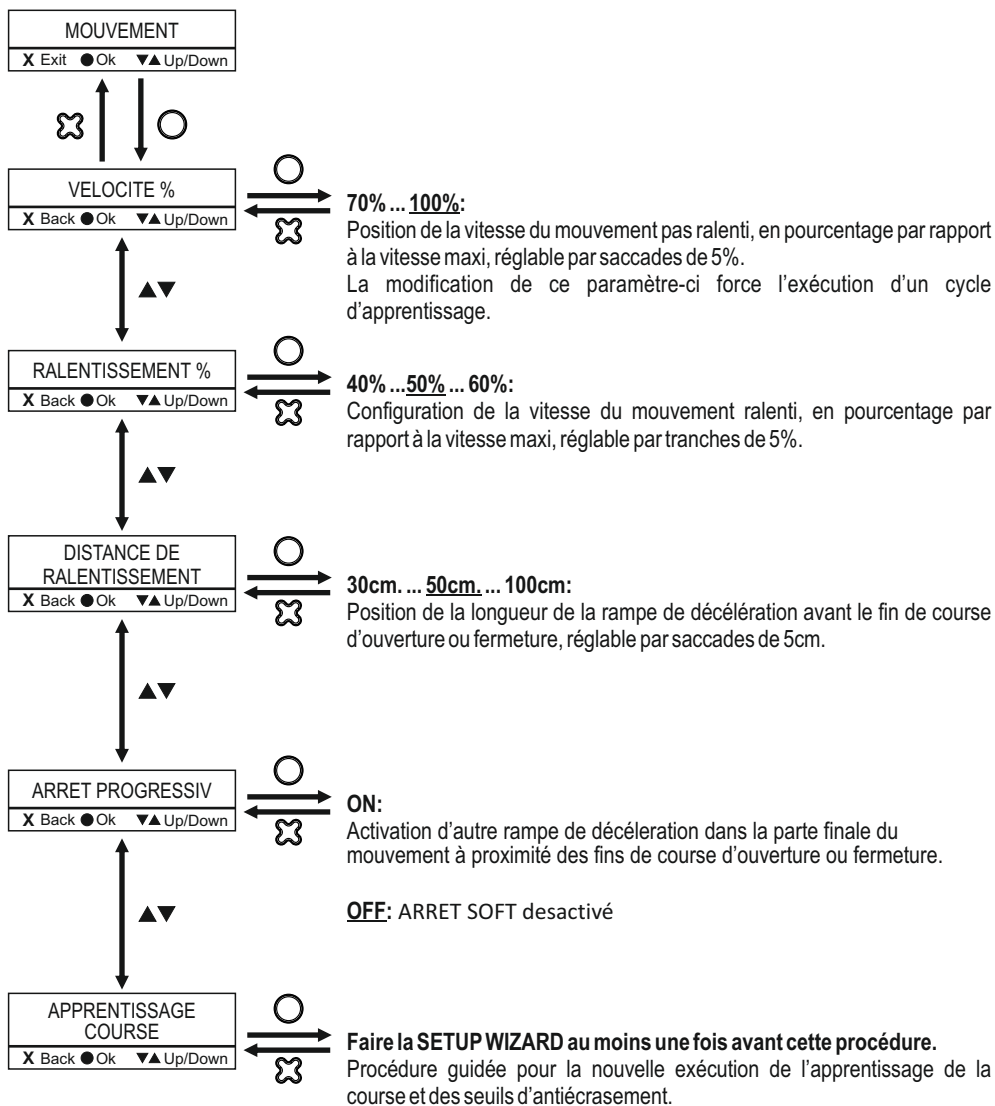 MOUVEMENT
X Exit ●Ok ▼▲Up/Down
VELOCITE %
X Back ●Ok ▼▲Up/Down
70% ... 100%:
Position de la vitesse du mouvement pas ralenti, en pourcentage par rapport
à la vitesse maxi, réglable par saccades de 5%.
La modification de ce paramètre-ci force l'exécution d'un cycle
d'apprentissage.
▲▼
RALENTISSEMENT %
X Back ●Ok ▼▲Up/Down
40% ...50% ... 60%:
Configuration de la vitesse du mouvement ralenti, en pourcentage par
rapport à la vitesse maxi, réglable par tranches de 5%.
▲▼
DISTANCE DE
RALENTISSEMENT
X Back ●Ok ▼▲Up/Down
30cm. ... 50cm. ... 100cm:
Position de la longueur de la rampe de décélération avant le fin de course
d'ouverture ou fermeture, réglable par saccades de 5cm.
▲▼
ARRET PROGRESSIV
X Back ●Ok ▼▲Up/Down
ON:
Activation d'autre rampe de décéleration dans la parte finale du
mouvement à proximité des fins de course d'ouverture ou fermeture.
OFF: ARRET SOFT desactivé
▲▼
APPRENTISSAGE
COURSE
X Back ●Ok ▼▲Up/Down
Faire la SETUP WIZARD au moins une fois avant cette procédure.
Procédure guidée pour la nouvelle exécution de l'apprentissage de la
course et des seuils d'antiécrasement.